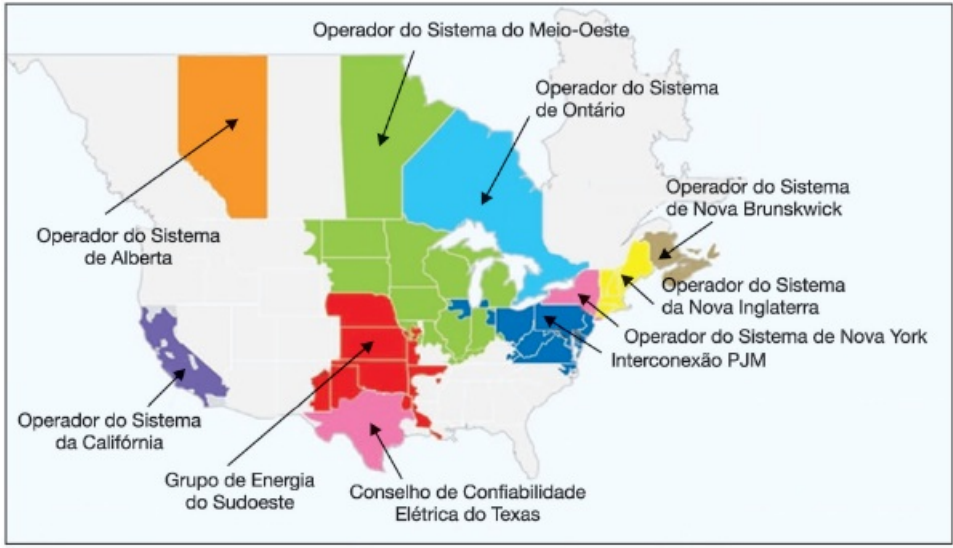 Operador do Sistema do Meio-Oeste
Operador do Sistema
de Ontário
Operador do Sistema
de Nova Brunskwick
Operador do Sistema
de Alberta
Operador do Sistema
da Nova Inglaterra
Operador do Sistema de Nova York
Interconexão PJM
Operador do Sistema
da Califórnia
Grupo de Energia
do Sudoeste
Conselho de Confiabilidade
Elétrica do Texas